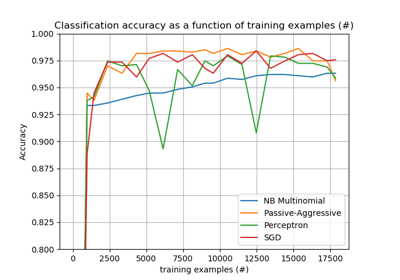 Classification accuracy as a function of training examples (#)
1.000
0.975
0.950
0.925
0.900
0.875
0.850
0.825
0.800
Accuracy
NB Multinomial
Passive-Aggressive
Perceptron
SGD
0 2500 5000 7500 10000 12500 15000 17500
training examples (#)